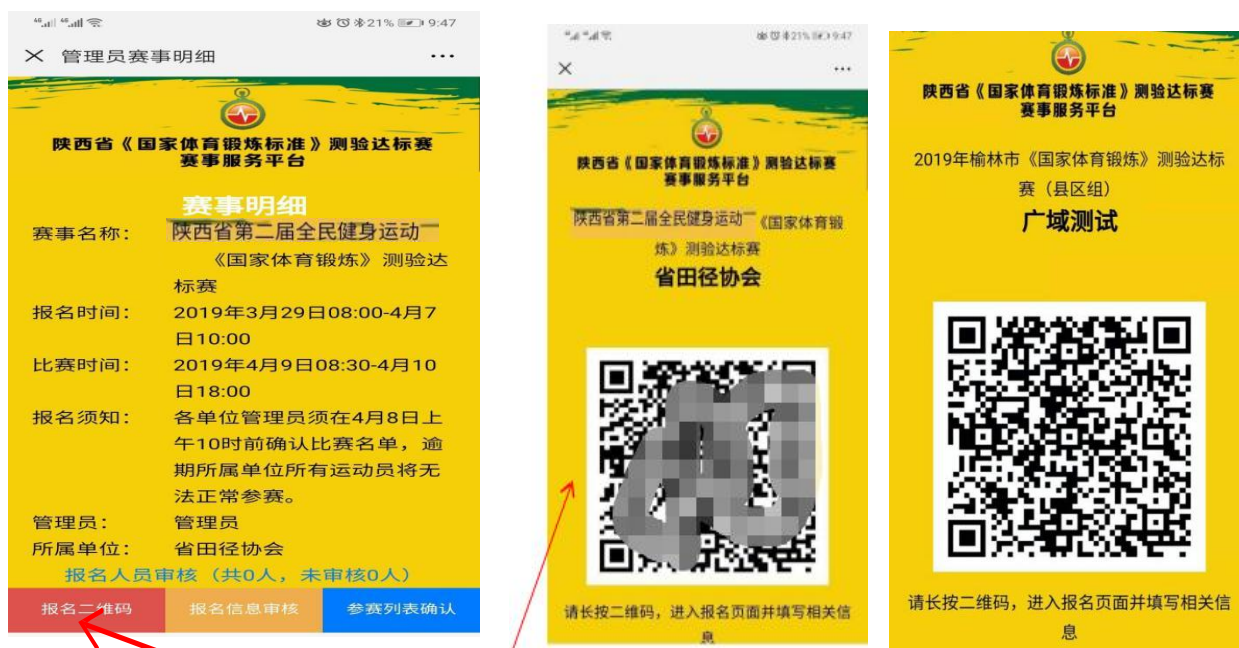 46 46 21% 9:47
管理员赛事明细
陕西省《国家体育锻炼标准》测验达标赛
赛事服务平台
赛事明细
赛事名称： 陕西省第二届全民健身运动
《国家体育锻炼》测验达
标赛
报名时间： 2019年3月29日08:00-4月7
日10:00
比赛时间： 2019年4月9日08:30-4月10
日18:00
报名须知： 各单位管理员须在4月8日上
午10时前确认比赛名单，逾
期所属单位所有运动员将无
法正常参赛。
管理员： 管理员
所属单位： 省田径协会
报名人员审核（共0人，未审核0人）
报名二维码 报名信息审核 参赛列表确认
21% 9:47
陕西省《国家体育锻炼标准》测验达标赛
赛事服务平台
陕西省第二届全民健身运动 《国家体育锻
炼》测验达标赛
省田径协会
请长按二维码，进入报名页面并填写相关信
息
陕西省《国家体育锻炼标准》测验达标赛
赛事服务平台
2019年榆林市《国家体育锻炼》测验达标
赛（县区组）
广域测试
请长按二维码，进入报名页面并填写相关信
息